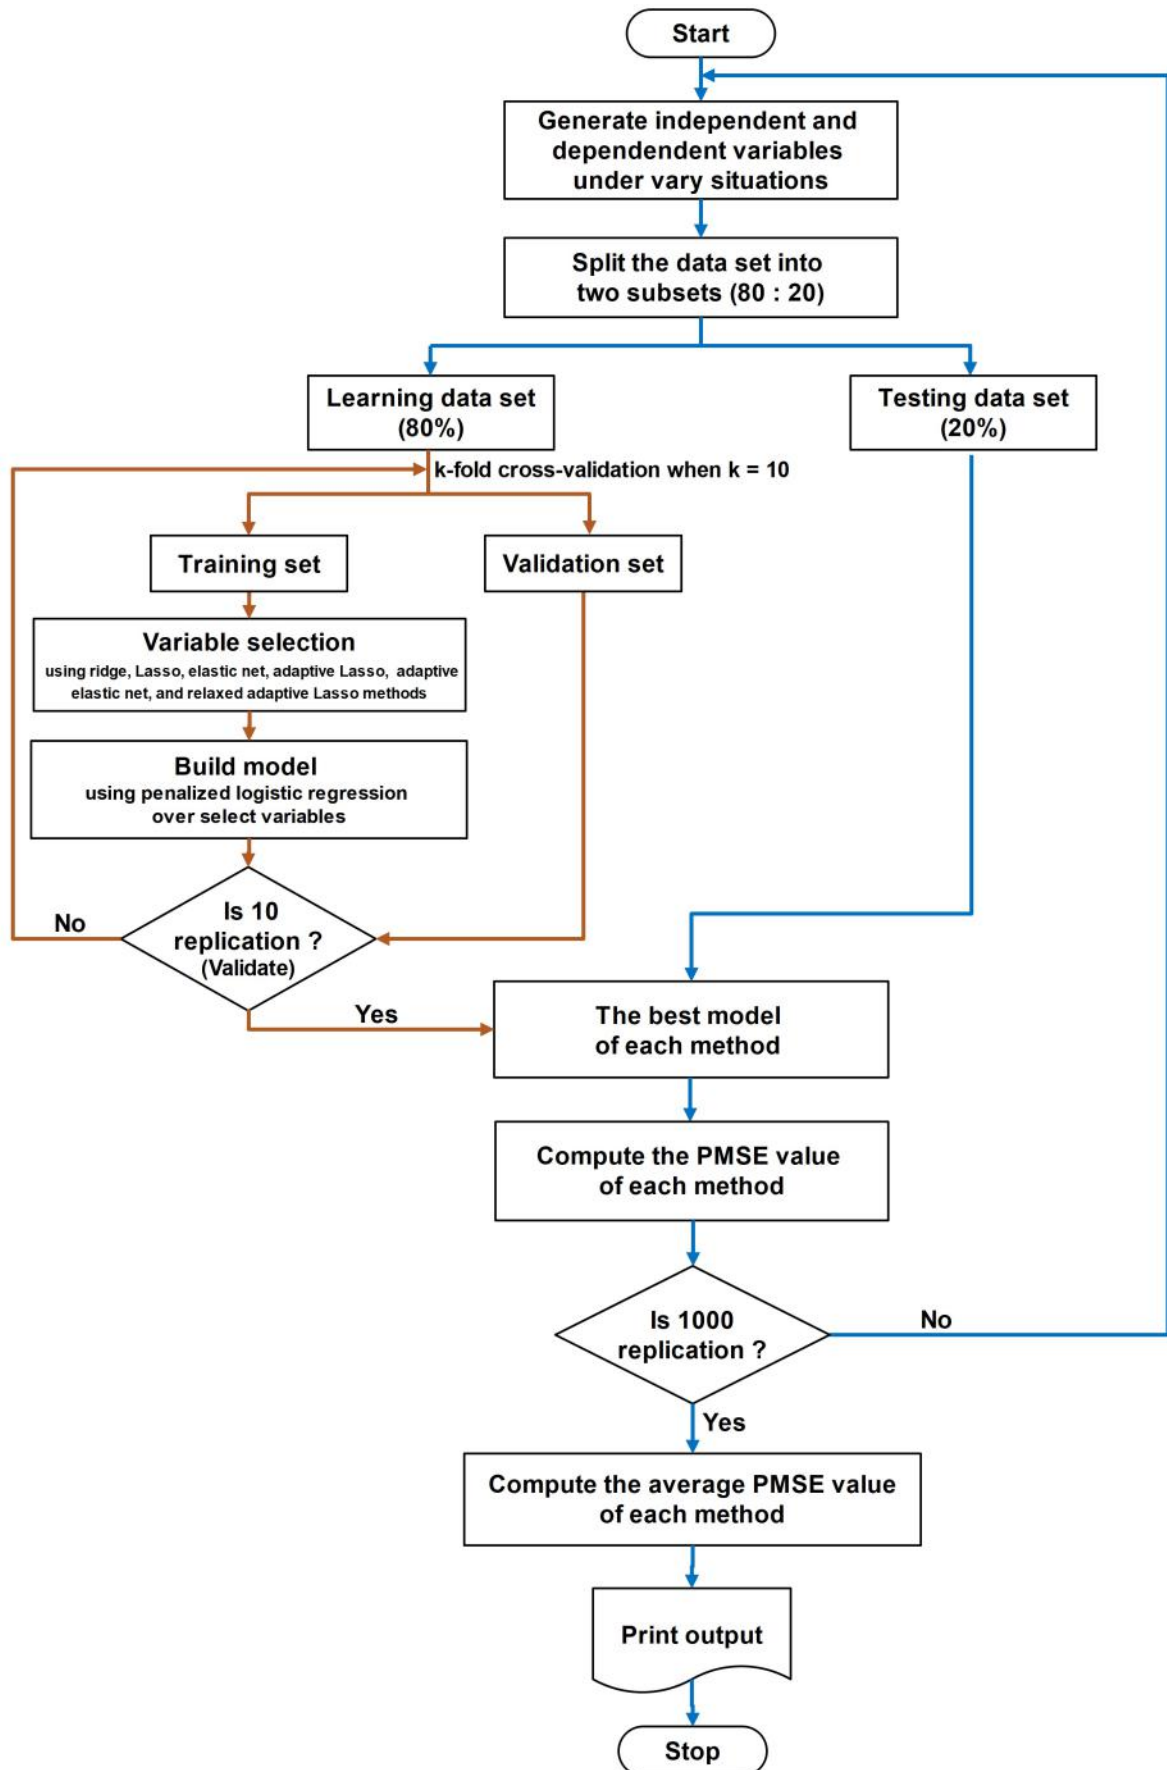 Start
Generate independent and
dependendent variables
under vary situations
Split the data set into
two subsets (80 : 20)
Learning data set
(80%)
Testing data set
(20%)
k-fold cross-validation when k = 10
Training set
Validation set
Variable selection
using ridge, Lasso, elastic net, adaptive Lasso, adaptive
elastic net, and relaxed adaptive Lasso methods
Build model
using penalized logistic regression
over select variables
No
Is 10
replication ?
(Validate)
Yes
The best model
of each method
Compute the PMSE value
of each method
Is 1000
replication ?
No
Yes
Compute the average PMSE value
of each method
Print output
Stop